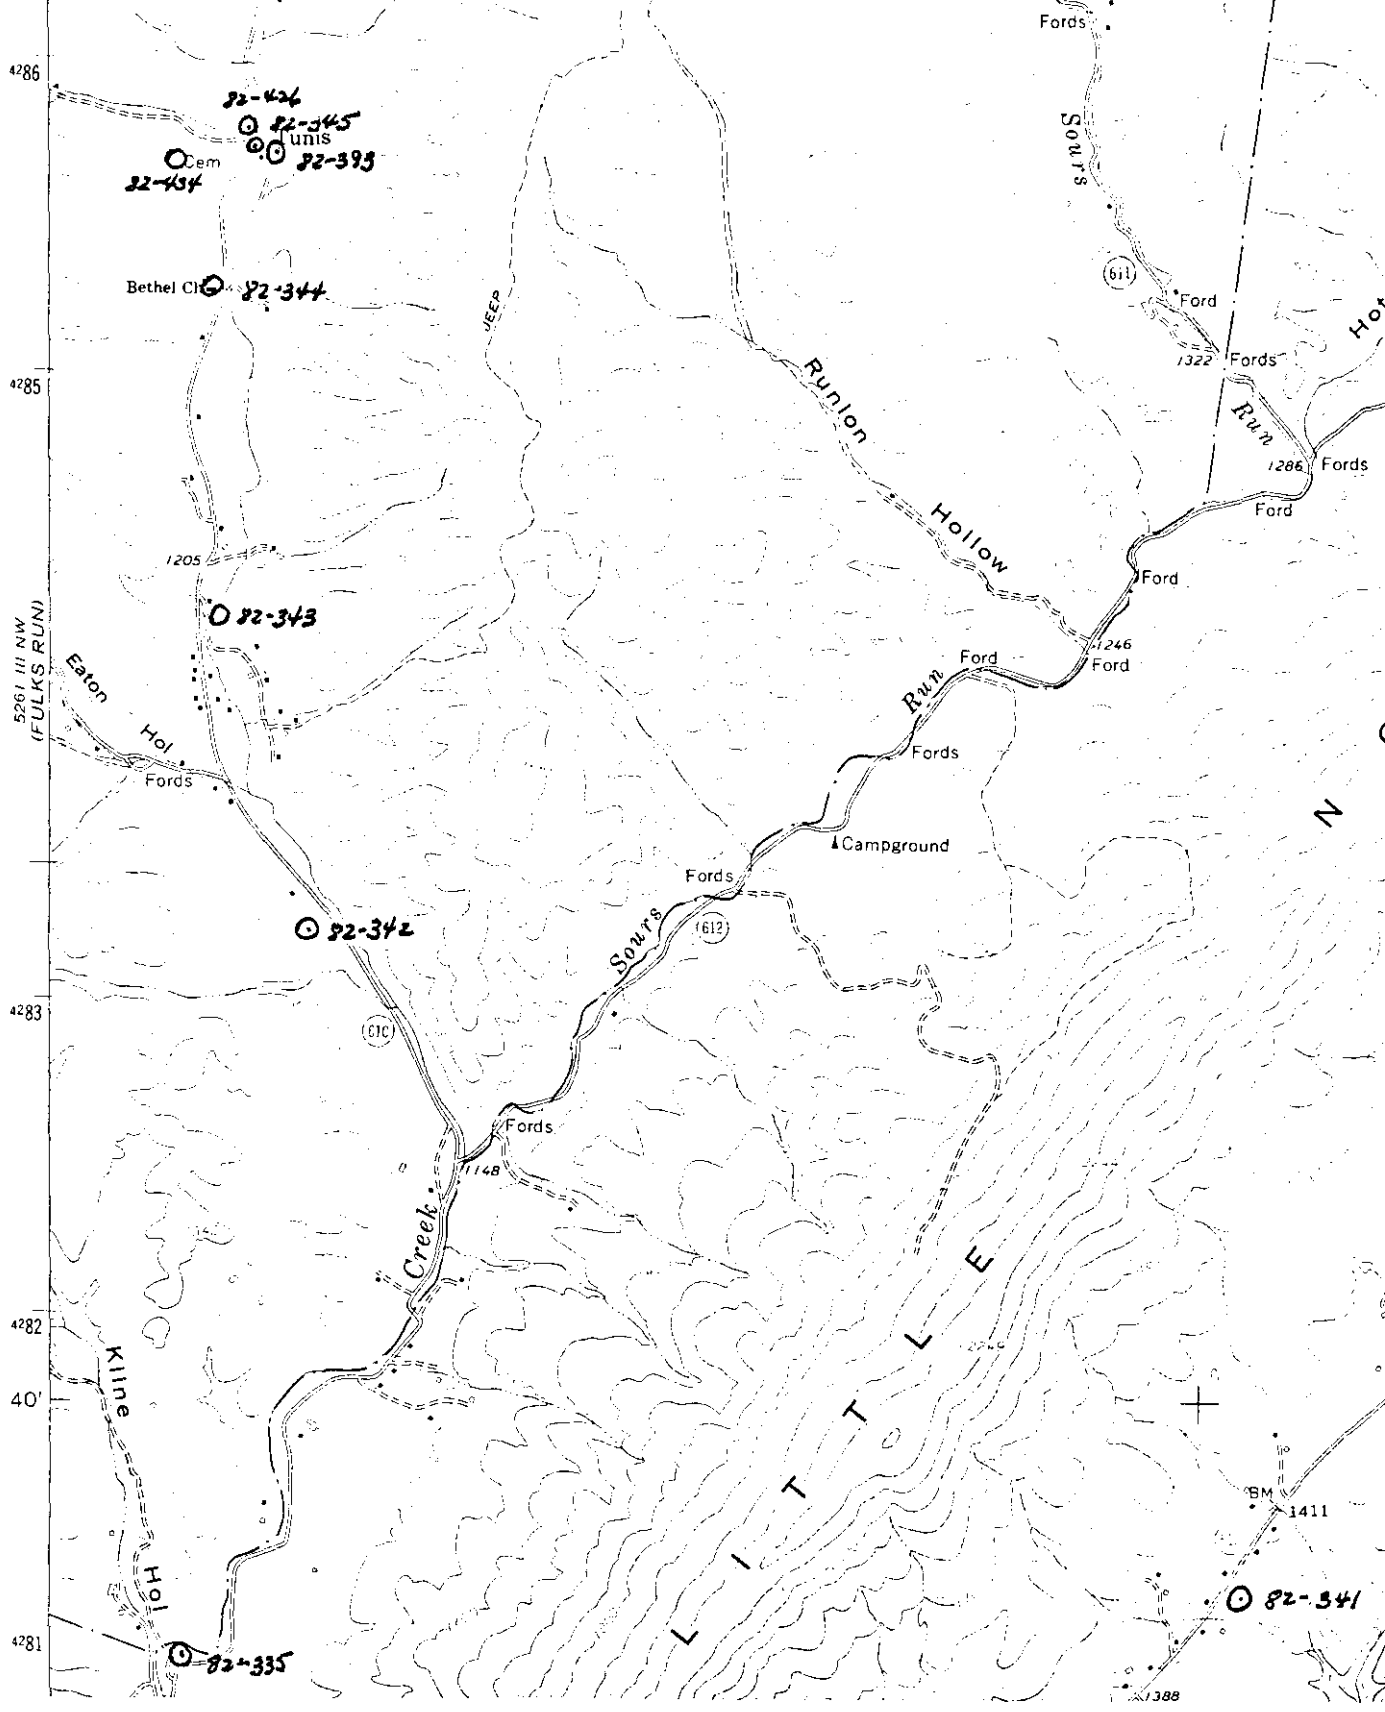 Fords
4286
82-426
82-345
Tunis
82-393
Cem
82-434
Sours
611
Bethel Ch
82-344
JEEP
Ford
Hol
1322
Fords
4285
Runion
Run
1286
Fords
Hollow
Ford
1205
Ford
82-343
5261 III NW
(FULKS RUN)
1246
Ford
Ford
Eaton
Run
Hol
Fords
Fords
N
Campground
Fords
612
Sours
82-342
4283
610
Fords
1148
Creek
LITTLE
4282
Kline
40'
BM
1411
Hol
82-341
4281
82-335
1388